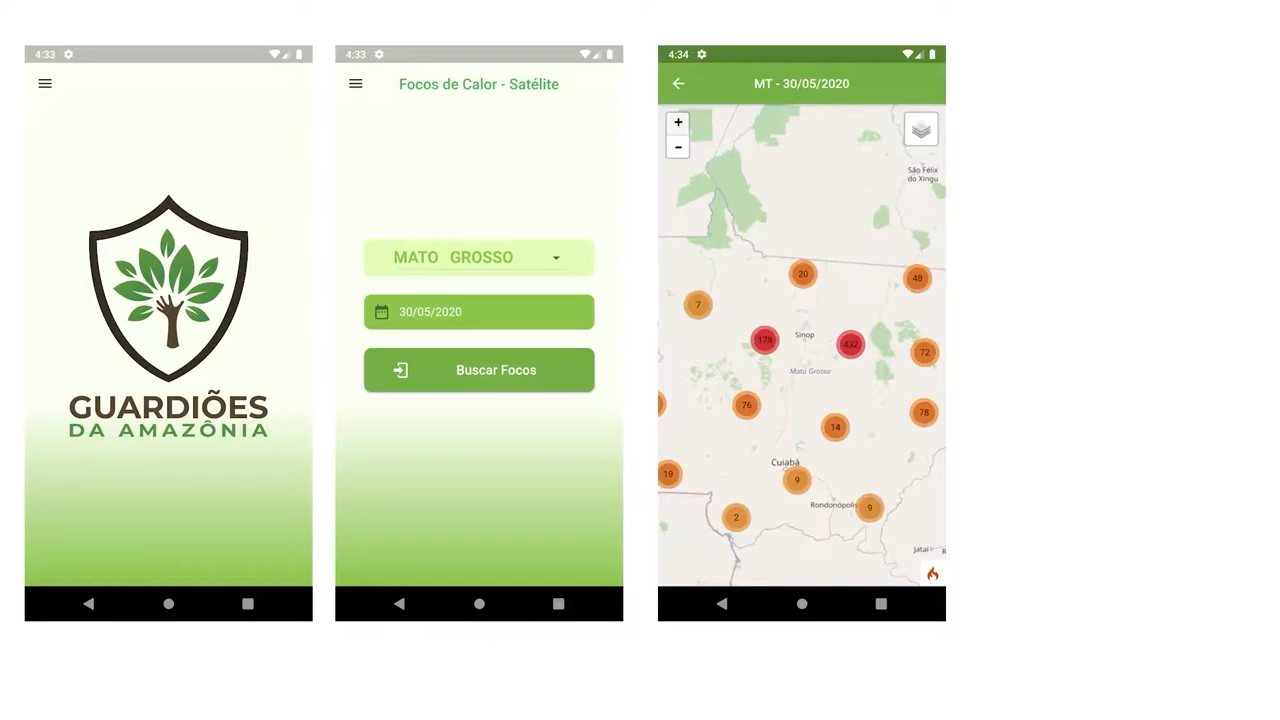 4:33
GUARDIÕES
DA AMAZÔNIA
4:33
Focos de Calor - Satélite
MATO GROSSO
30/05/2020
Buscar Focos
4:34
MT - 30/05/2020
+
-
São Félix
do Xingu
20
48
7
Sinop
178
432
72
Mato Grosso
76
78
14
Cuiabá
19
9
Rondonópolis
9
2
Jataí
R